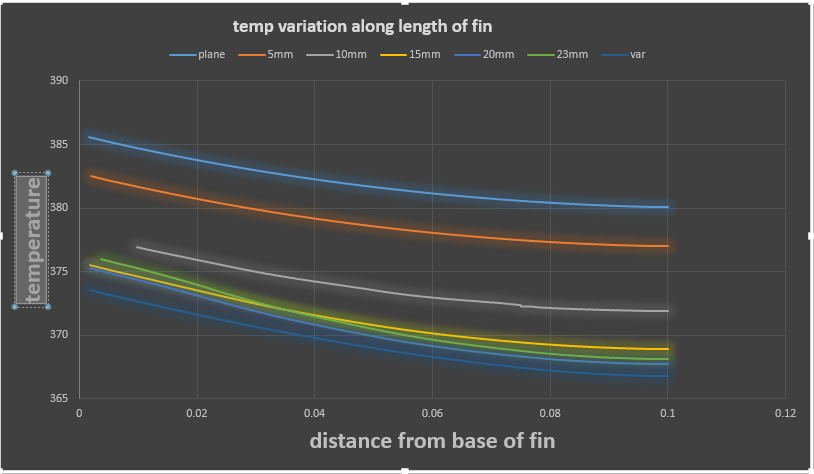 temp variation along length of fin
plane 5mm 10mm 15mm 20mm 23mm var
390
385
380
375
370
365
temperature
0 0.02 0.04 0.06 0.08 0.1 0.12
distance from base of fin